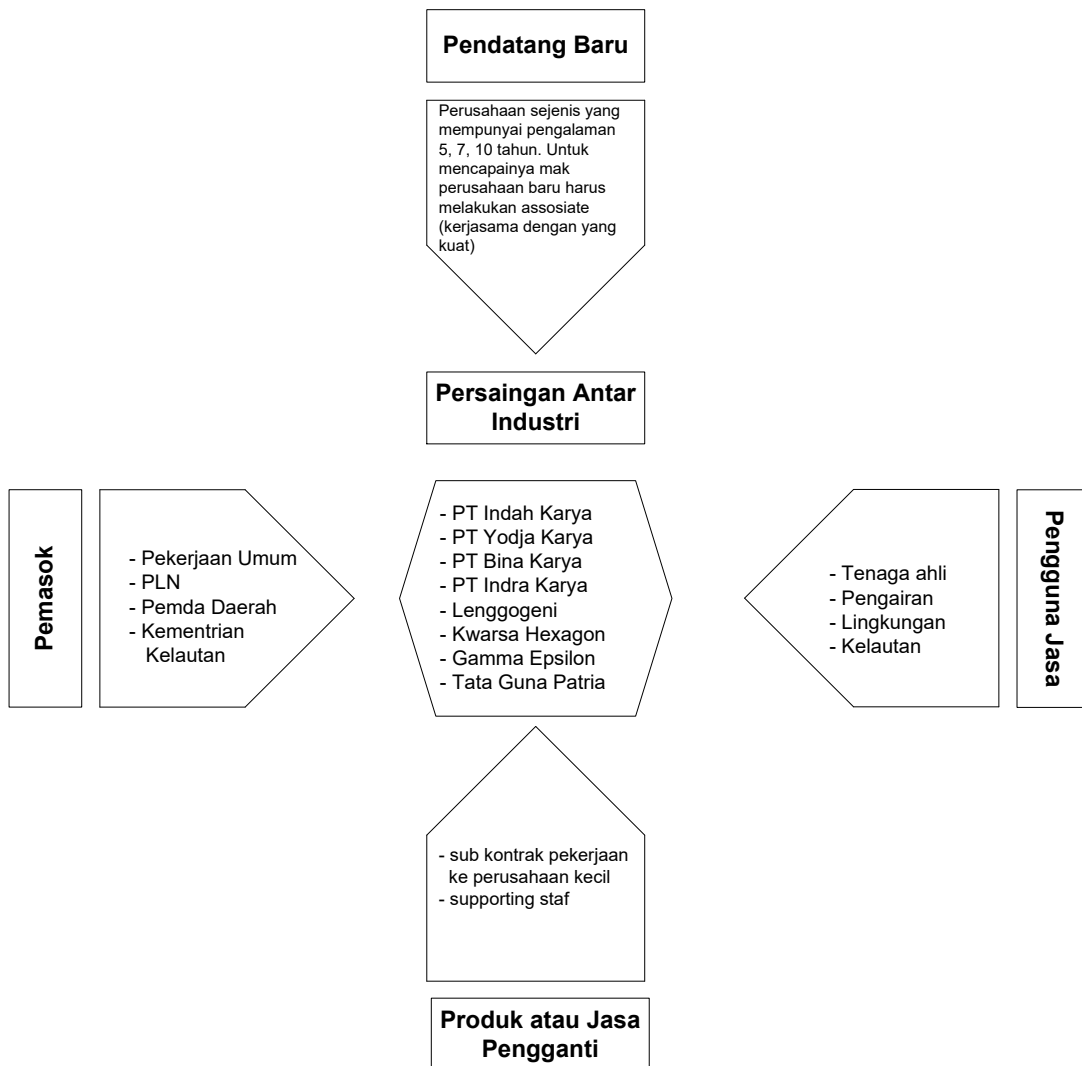 Pendatang Baru
Perusahaan sejenis yang
mempunyai pengalaman
5, 7, 10 tahun. Untuk
mencapainya mak
perusahaan baru harus
melakukan assosiate
(kerjasama dengan yang
kuat)
Persaingan Antar
Industri
Pemasok
- Pekerjaan Umum
- PLN
- Pemda Daerah
- Kementrian
Kelautan
- PT Indah Karya
- PT Yodja Karya
- PT Bina Karya
- PT Indra Karya
- Lenggogeni
- Kwarsa Hexagon
- Gamma Epsilon
- Tata Guna Patria
- Tenaga ahli
- Pengairan
- Lingkungan
- Kelautan
Pengguna Jasa
- sub kontrak pekerjaan
ke perusahaan kecil
- supporting staf
Produk atau Jasa
Pengganti